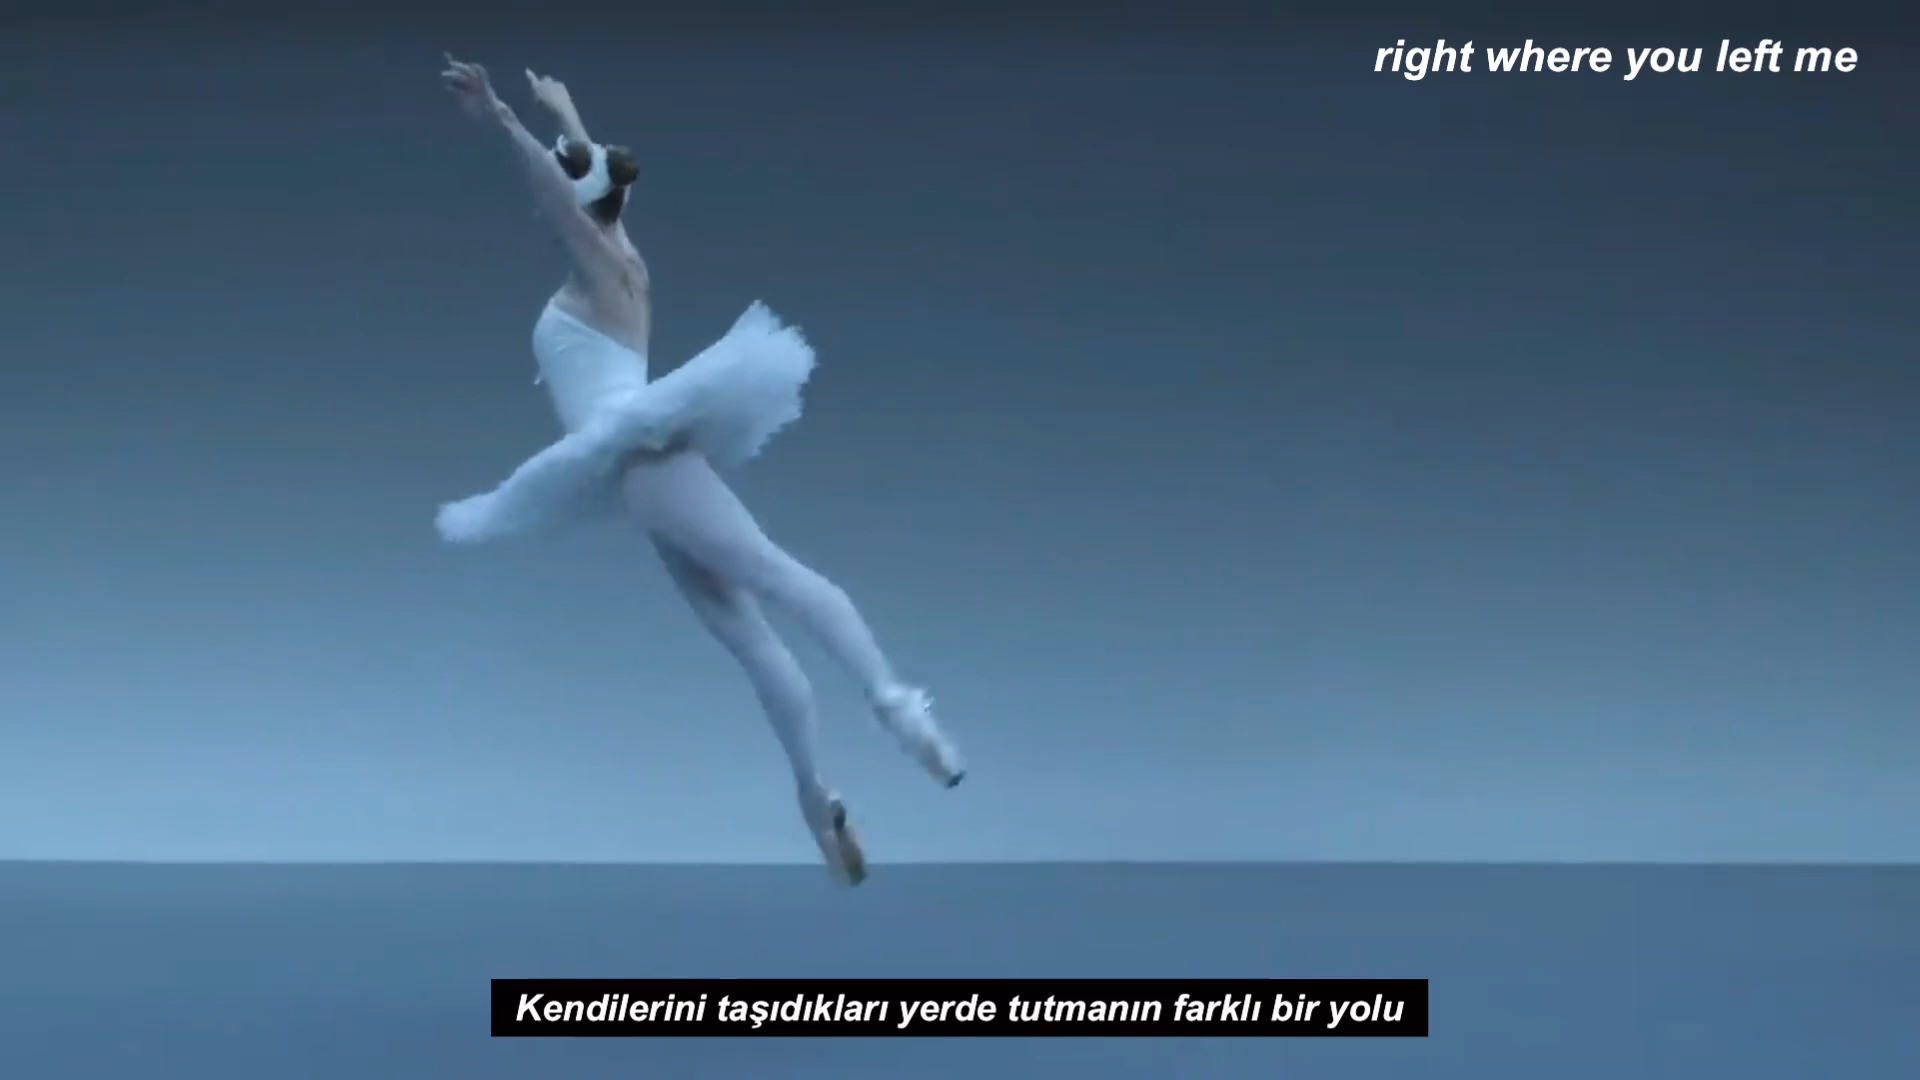 right where you left me
Kendilerini taşıdıkları yerde tutmanın farklı bir yolu